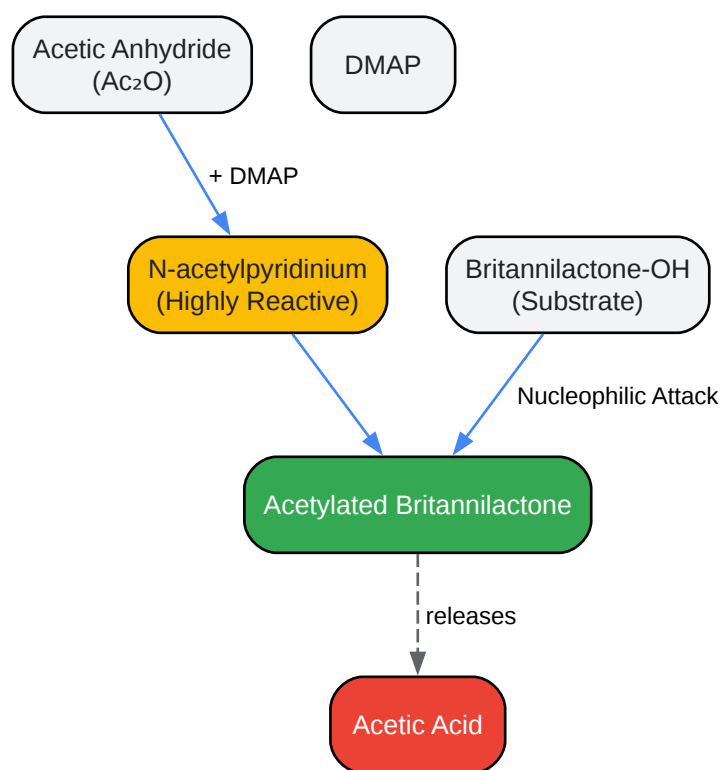 Acetic Anhydride
(Ac₂O)
DMAP
+ DMAP
N-acetylpyridinium
(Highly Reactive)
Britannilactone-OH
(Substrate)
Nucleophilic Attack
Acetylated Britannilactone
releases
Acetic Acid